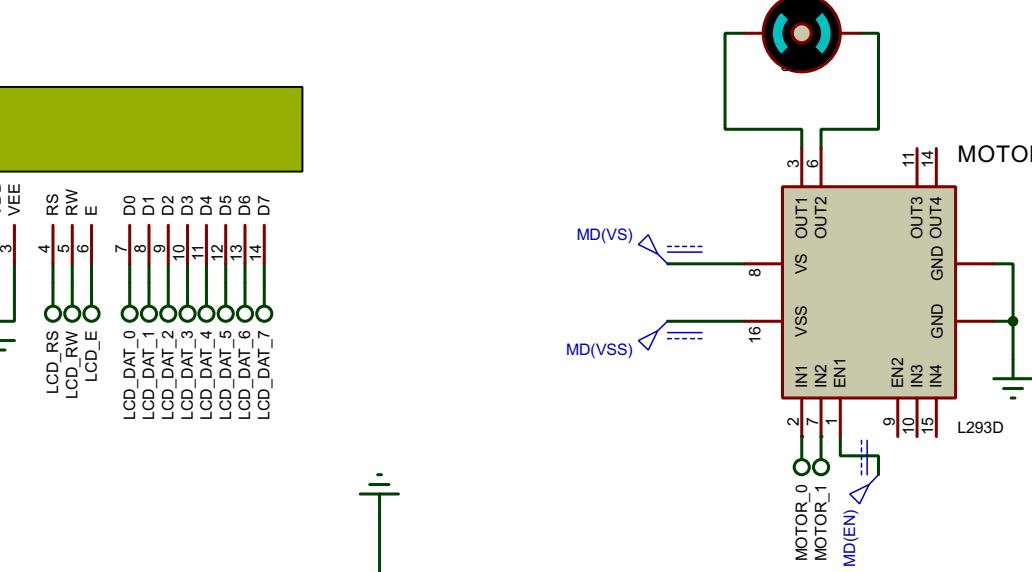 VEE
3
RS
RW
E
D0
D1
D2
D3
D4
D5
D6
D7
4
5
6
7
8
9
10
11
12
13
14
LCD_RS
LCD_RW
LCD_E
LCD_DAT_0
LCD_DAT_1
LCD_DAT_2
LCD_DAT_3
LCD_DAT_4
LCD_DAT_5
LCD_DAT_6
LCD_DAT_7
3
6
11
14
MOTOR
OUT1
OUT2
OUT3
OUT4
MD(VS)
8
VS
GND
MD(VSS)
16
VSS
GND
IN1
IN2
EN1
EN2
IN3
IN4
2
7
1
9
10
15
L293D
MOTOR_0
MOTOR_1
MD(EN)